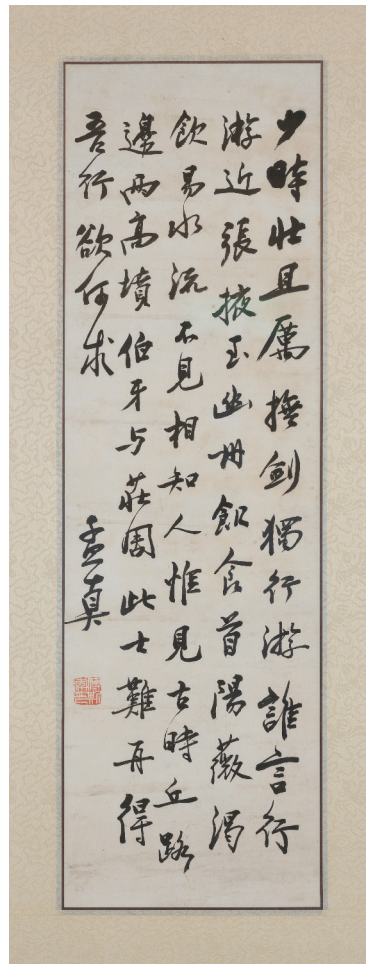 少時壯且厲撫劍獨行游誰言行
游近張掖至幽州飢食首陽薇渴
飲易水流不見相知人惟見古時丘路
邊兩高墳伯牙与莊周此士難再得
吾行欲何求
孟真